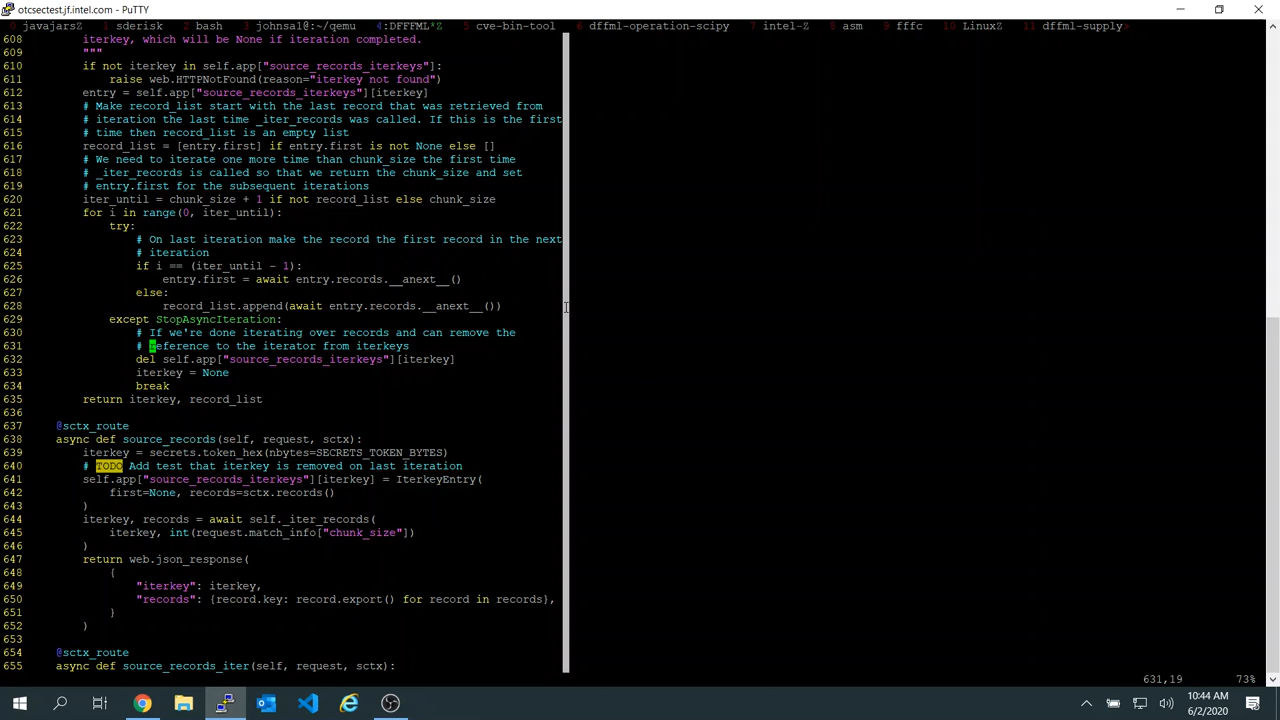 otcsectest.jf.intel.com - PuTTY
0 javajarsZ 1 sderisk 2 bash 3 johnsa1@:~/qemu 4:DFFFML*Z 5 cve-bin-tool 6 dffml-operation-scipy 7 intel-Z 8 asm 9 fffc 10 LinuxZ 11 dffml-supply>
608 iterkey, which will be None if iteration completed.
609 """
610 if not iterkey in self.app["source_records_iterkeys"]:
611 raise web.HTTPNotFound(reason="iterkey not found")
612 entry = self.app["source_records_iterkeys"][iterkey]
613 # Make record_list start with the last record that was retrieved from
614 # iteration the last time _iter_records was called. If this is the first
615 # time then record_list is an empty list
616 record_list = [entry.first] if entry.first is not None else []
617 # We need to iterate one more time than chunk_size the first time
618 # _iter_records is called so that we return the chunk_size and set
619 # entry.first for the subsequent iterations
620 iter_until = chunk_size + 1 if not record_list else chunk_size
621 for i in range(0, iter_until):
622 try:
623 # On last iteration make the record the first record in the next
624 # iteration
625 if i == (iter_until - 1):
626 entry.first = await entry.records.__anext__()
627 else:
628 record_list.append(await entry.records.__anext__())
629 except StopAsyncIteration:
630 # If we're done iterating over records and can remove the
631 # reference to the iterator from iterkeys
632 del self.app["source_records_iterkeys"][iterkey]
633 iterkey = None
634 break
635 return iterkey, record_list
636
637 @sctx_route
638 async def source_records(self, request, sctx):
639 iterkey = secrets.token_hex(nbytes=SECRETS_TOKEN_BYTES)
640 # TODO Add test that iterkey is removed on last iteration
641 self.app["source_records_iterkeys"][iterkey] = IterkeyEntry(
642 first=None, records=sctx.records()
643 )
644 iterkey, records = await self._iter_records(
645 iterkey, int(request.match_info["chunk_size"])
646 )
647 return web.json_response(
648 {
649 "iterkey": iterkey,
650 "records": {record.key: record.export() for record in records},
651 }
652 )
653
654 @sctx_route
655 async def source_records_iter(self, request, sctx):
631,19 73%
10:44 AM
6/2/2020